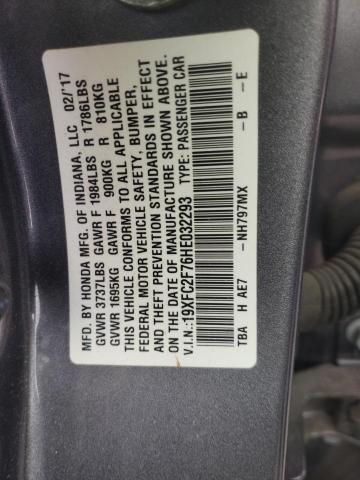 MFD. BY HONDA MFG. OF INDIANA, LLC 02/'17
GVWR 3737LBS GAWR F 1984LBS R 1786LBS
GVWR 1695KG GAWR F 900KG R 810KG
THIS VEHICLE CONFORMS TO ALL APPLICABLE
FEDERAL MOTOR VEHICLE SAFETY, BUMPER,
AND THEFT PREVENTION STANDARDS IN EFFECT
ON THE DATE OF MANUFACTURE SHOWN ABOVE.
V.I.N.:19XFC2F76HE032293 TYPE: PASSENGER CAR
TBA H AE7 -NH797MX -B -E